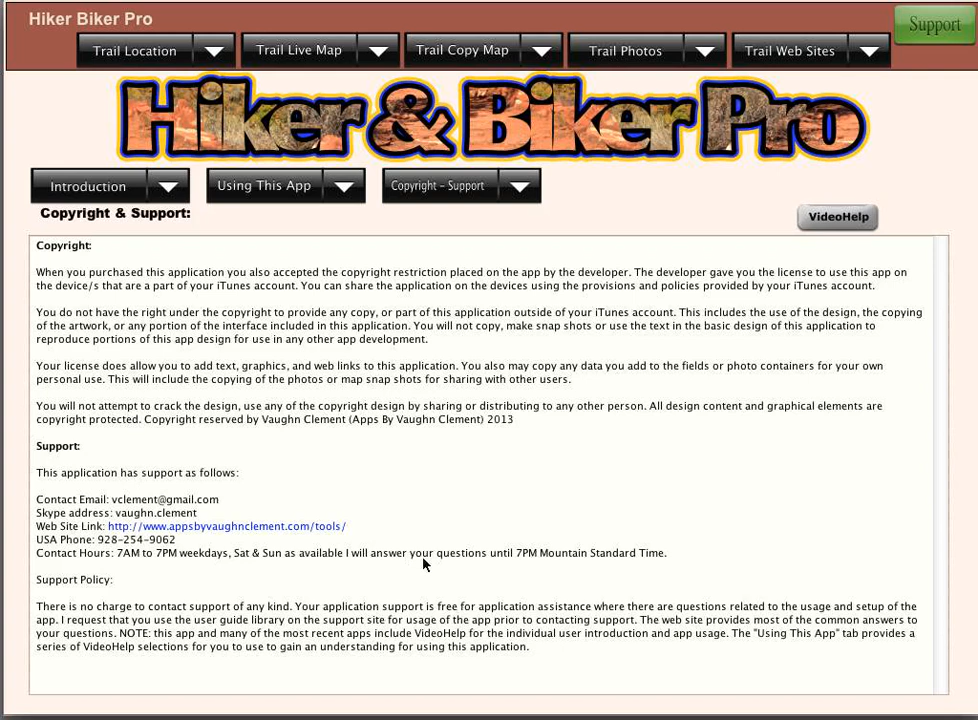 Hiker Biker Pro
Support
Trail Location
Trail Live Map
Trail Copy Map
Trail Photos
Trail Web Sites
Hiker & Biker Pro
Introduction
Using This App
Copyright - Support
Copyright & Support:
VideoHelp
Copyright:
When you purchased this application you also accepted the copyright restriction placed on the app by the developer. The developer gave you the license to use this app on
the device/s that are a part of your iTunes account. You can share the application on the devices using the provisions and policies provided by your iTunes account.
You do not have the right under the copyright to provide any copy, or part of this application outside of your iTunes account. This includes the use of the design, the copying
of the artwork, or any portion of the interface included in this application. You will not copy, make snap shots or use the text in the basic design of this application to
reproduce portions of this app design for use in any other app development.
Your license does allow you to add text, graphics, and web links to this application. You also may copy any data you add to the fields or photo containers for your own
personal use. This will include the copying of the photos or map snap shots for sharing with other users.
You will not attempt to crack the design, use any of the copyright design by sharing or distributing to any other person. All design content and graphical elements are
copyright protected. Copyright reserved by Vaughn Clement (Apps By Vaughn Clement) 2013
Support:
This application has support as follows:
Contact Email: vclement@gmail.com
Skype address: vaughn.clement
Web Site Link: http://www.appsbyvaughnclement.com/tools/
USA Phone: 928-254-9062
Contact Hours: 7AM to 7PM weekdays, Sat & Sun as available I will answer your questions until 7PM Mountain Standard Time.
Support Policy:
There is no charge to contact support of any kind. Your application support is free for application assistance where there are questions related to the usage and setup of the
app. I request that you use the user guide library on the support site for usage of the app prior to contacting support. The web site provides most of the common answers to
your questions. NOTE: this app and many of the most recent apps include VideoHelp for the individual user introduction and app usage. The "Using This App" tab provides a
series of VideoHelp selections for you to use to gain an understanding for using this application.